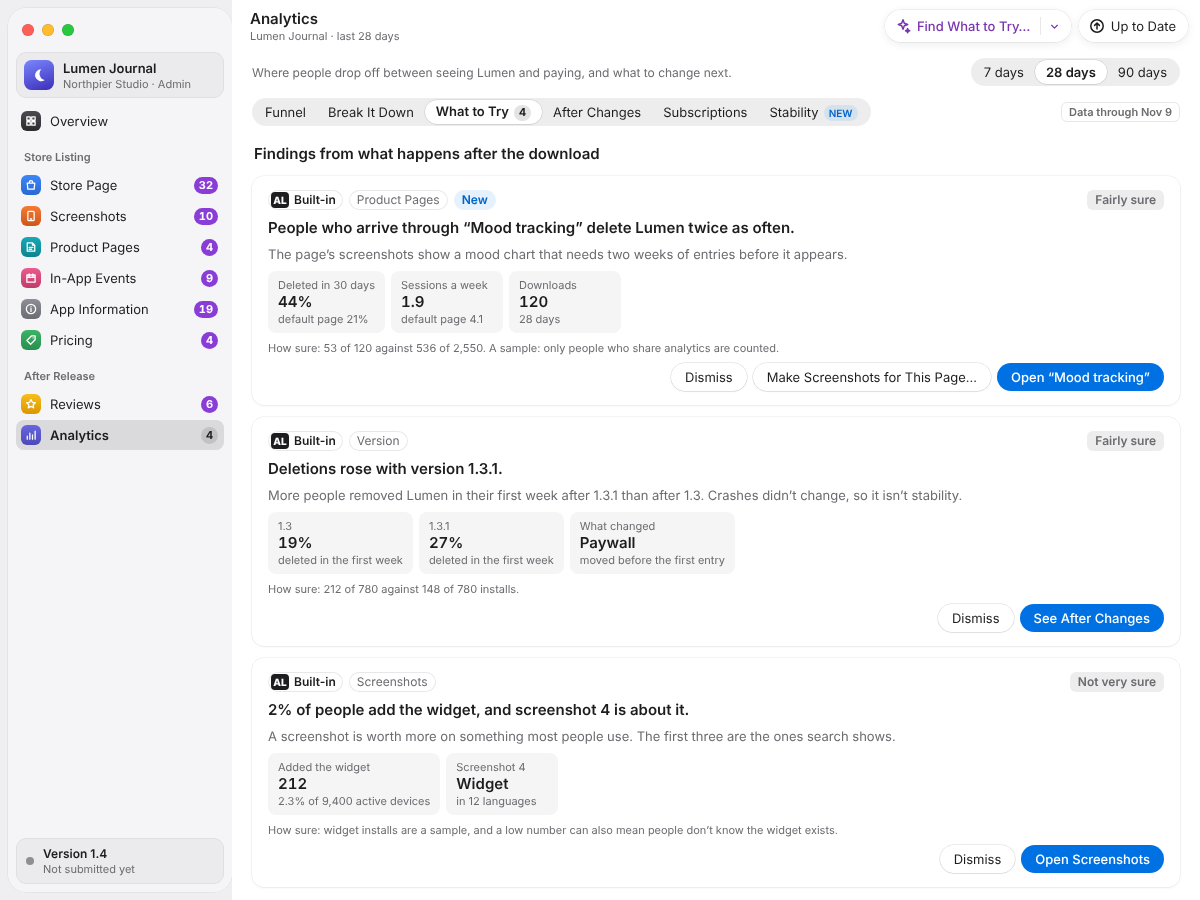 Lumen Journal
Northpier Studio · Admin
Overview
Store Listing
Store Page 32
Screenshots 10
Product Pages 4
In-App Events 9
App Information 19
Pricing 4
After Release
Reviews 6
Analytics 4
Version 1.4
Not submitted yet
Analytics
Lumen Journal · last 28 days
Find What to Try...
Up to Date
Where people drop off between seeing Lumen and paying, and what to change next.
7 days 28 days 90 days
Funnel Break It Down What to Try 4 After Changes Subscriptions Stability NEW
Data through Nov 9
Findings from what happens after the download
AL Built-in Product Pages New
Fairly sure
People who arrive through “Mood tracking” delete Lumen twice as often.
The page’s screenshots show a mood chart that needs two weeks of entries before it appears.
Deleted in 30 days
44%
default page 21%
Sessions a week
1.9
default page 4.1
Downloads
120
28 days
How sure: 53 of 120 against 536 of 2,550. A sample: only people who share analytics are counted.
Dismiss
Make Screenshots for This Page...
Open “Mood tracking”
AL Built-in Version
Fairly sure
Deletions rose with version 1.3.1.
More people removed Lumen in their first week after 1.3.1 than after 1.3. Crashes didn’t change, so it isn’t stability.
1.3
19%
deleted in the first week
1.3.1
27%
deleted in the first week
What changed
Paywall
moved before the first entry
How sure: 212 of 780 against 148 of 780 installs.
Dismiss
See After Changes
AL Built-in Screenshots
Not very sure
2% of people add the widget, and screenshot 4 is about it.
A screenshot is worth more on something most people use. The first three are the ones search shows.
Added the widget
212
2.3% of 9,400 active devices
Screenshot 4
Widget
in 12 languages
How sure: widget installs are a sample, and a low number can also mean people don’t know the widget exists.
Dismiss
Open Screenshots